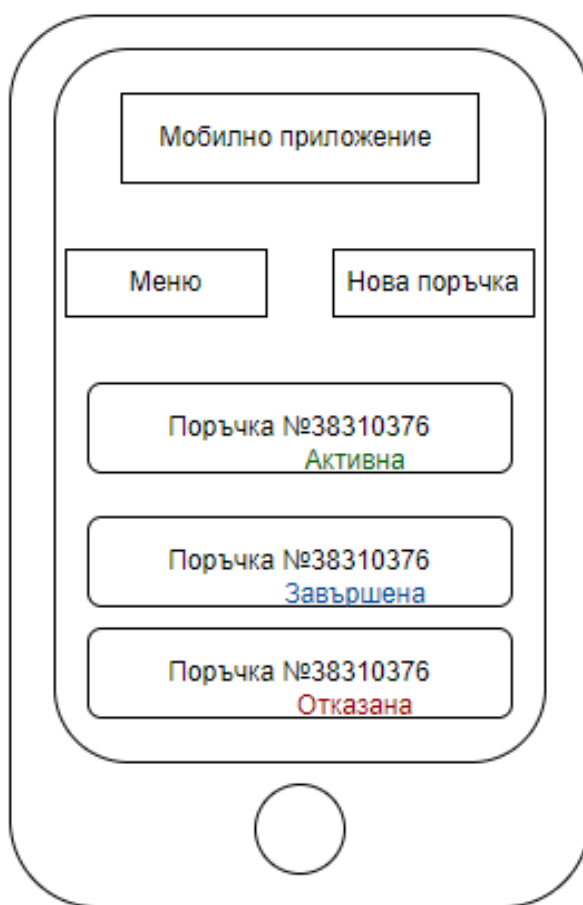 Мобилно приложение
Меню
Нова поръчка
Поръчка №38310376
Активна
Поръчка №38310376
Завършена
Поръчка №38310376
Отказана